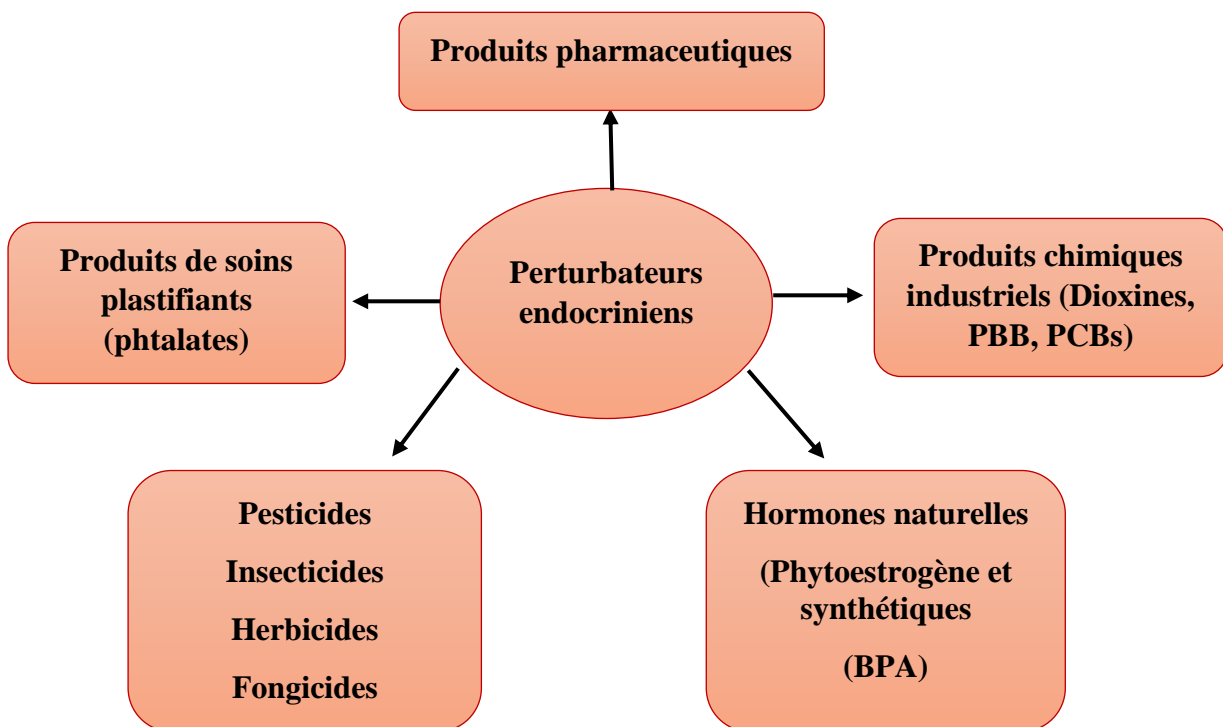 Produits pharmaceutiques
Produits de soins
plastifiants
(phtalates)
Perturbateurs
endocriniens
Produits chimiques
industriels (Dioxines,
PBB, PCBs)
Pesticides
Insecticides
Herbicides
Fongicides
Hormones naturelles
(Phytoestrogène et
synthétiques
(BPA)